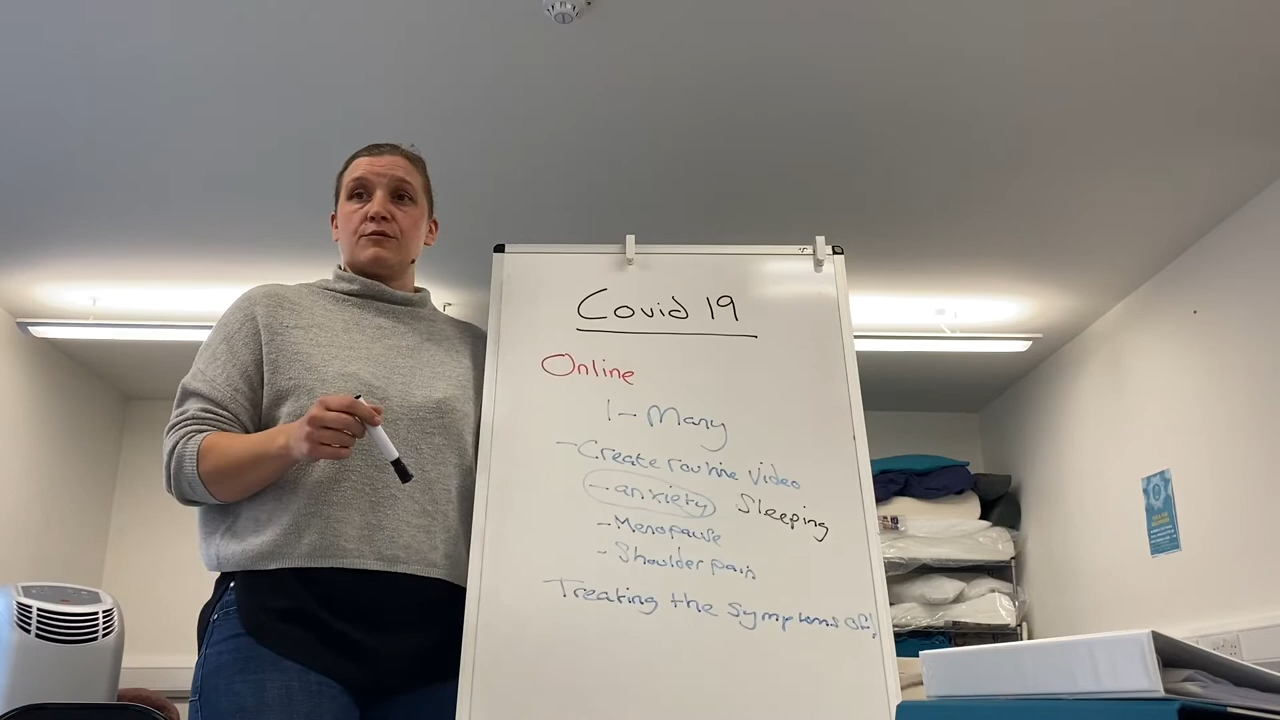 Covid 19
Online
1 - Many
- Create routine video
- anxiety Sleeping
- Menopause
- Shoulder pain
Treating the symptoms of!